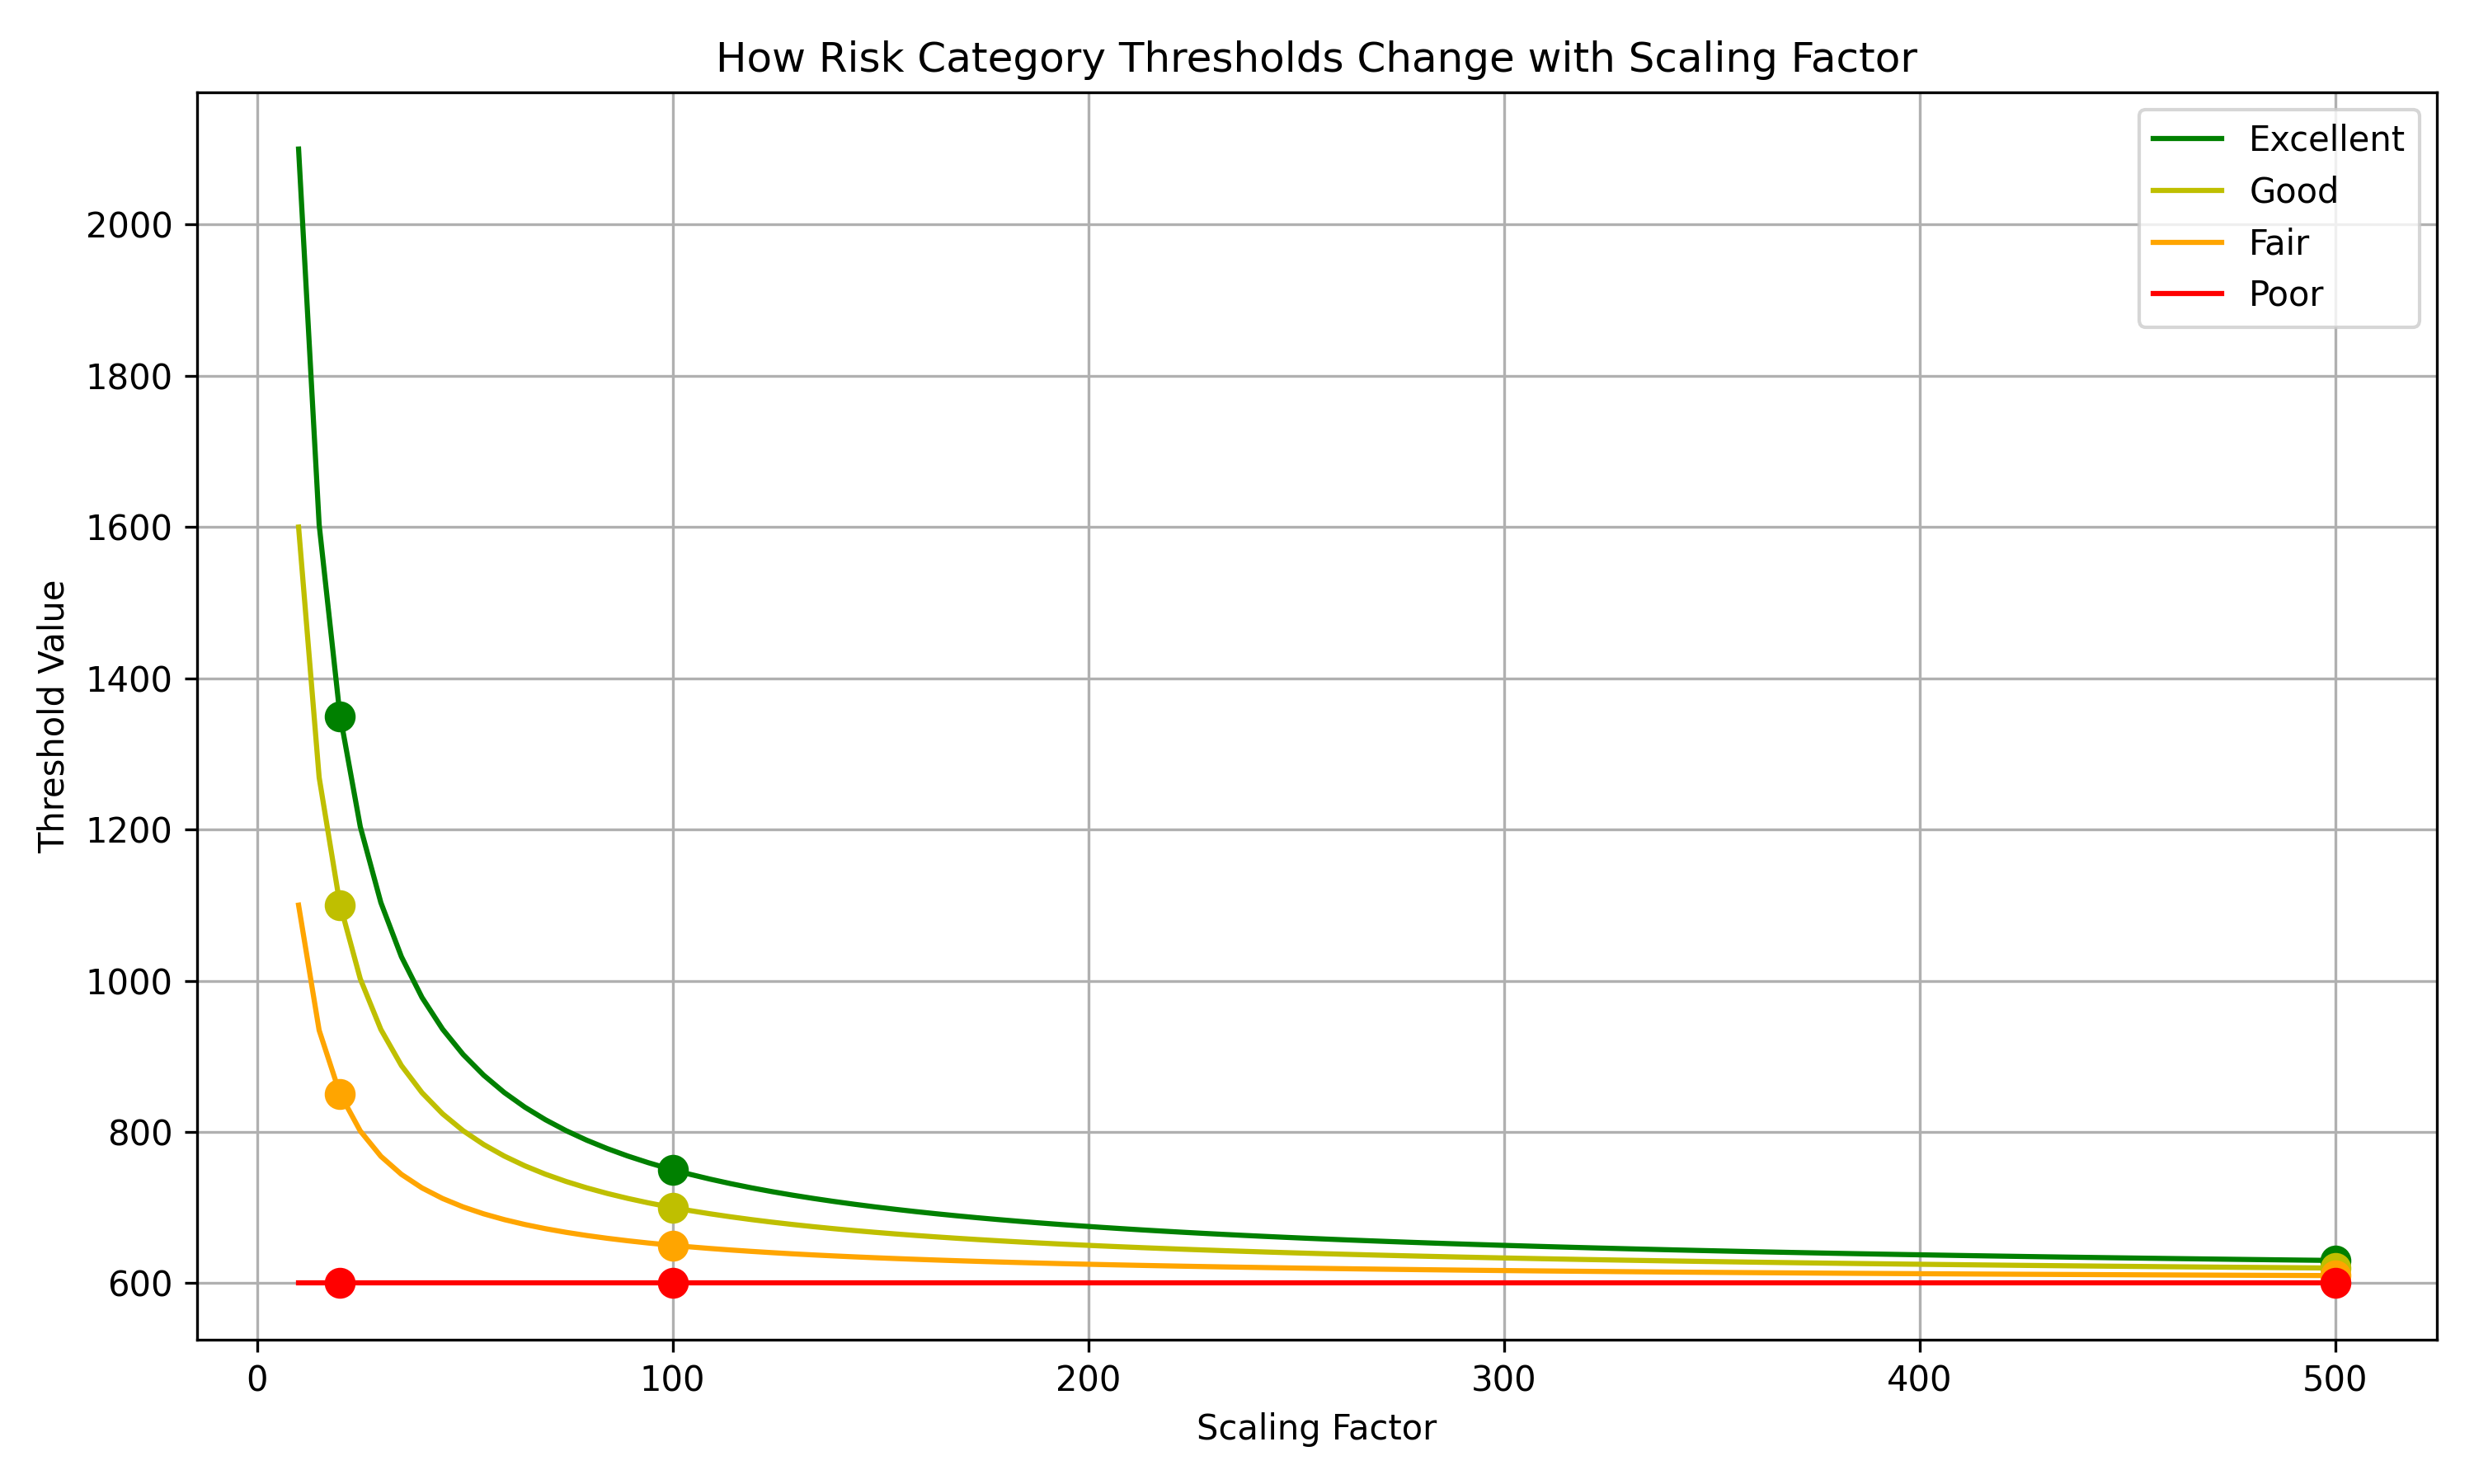 How Risk Category Thresholds Change with Scaling Factor
Excellent
Good
Fair
Poor
Threshold Value
2000
1800
1600
1400
1200
1000
800
600
0 100 200 300 400 500
Scaling Factor